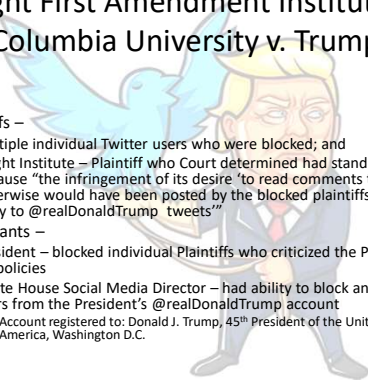 ght First Amendment Institut
Columbia University v. Trump
fs –
tiple individual Twitter users who were blocked; and
ght Institute – Plaintiff who Court determined had stand
ause “the infringement of its desire ‘to read comments
erwise would have been posted by the blocked plaintiffs
y to @realDonaldTrump tweets’”
ants –
sident – blocked individual Plaintiffs who criticized the P
policies
te House Social Media Director – had ability to block an
rs from the President’s @realDonaldTrump account
Account registered to: Donald J. Trump, 45th President of the Unit
America, Washington D.C.